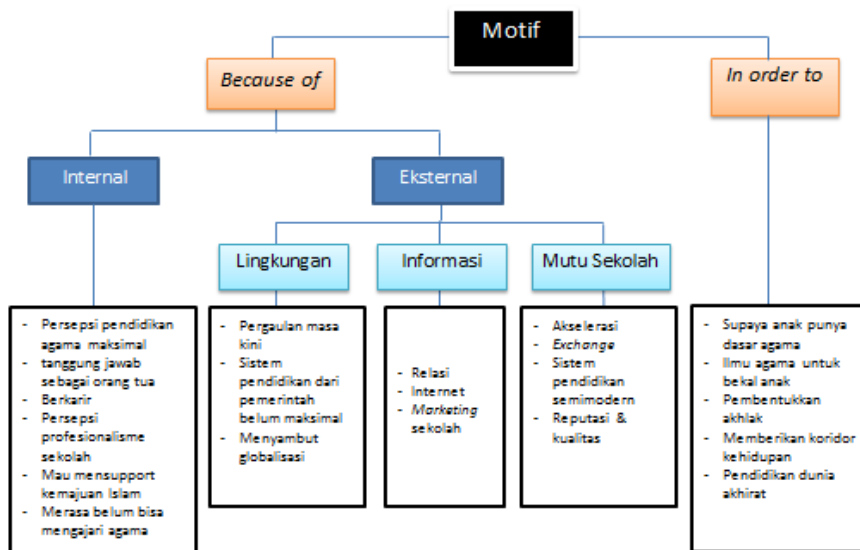 Motif
Because of
In order to
Internal
Eksternal
Lingkungan
Informasi
Mutu Sekolah
- Persepsi pendidikan
agama maksimal
- tanggung jawab
sebagai orang tua
- Berkarir
- Persepsi
profesionalisme
sekolah
- Mau mensupport
kemajuan Islam
- Merasa belum bisa
mengajari agama
- Pergaulan masa
kini
- Sistem
pendidikan dari
pemerintah
belum maksimal
- Menyambut
globalisasi
- Relasi
- Internet
- Marketing
sekolah
- Akselerasi
- Exchange
- Sistem
pendidikan
semimodern
- Reputasi &
kualitas
- Supaya anak punya
dasar agama
- Ilmu agama untuk
bekal anak
- Pembentukkan
akhlak
- Memberikan koridor
kehidupan
- Pendidikan dunia
akhirat